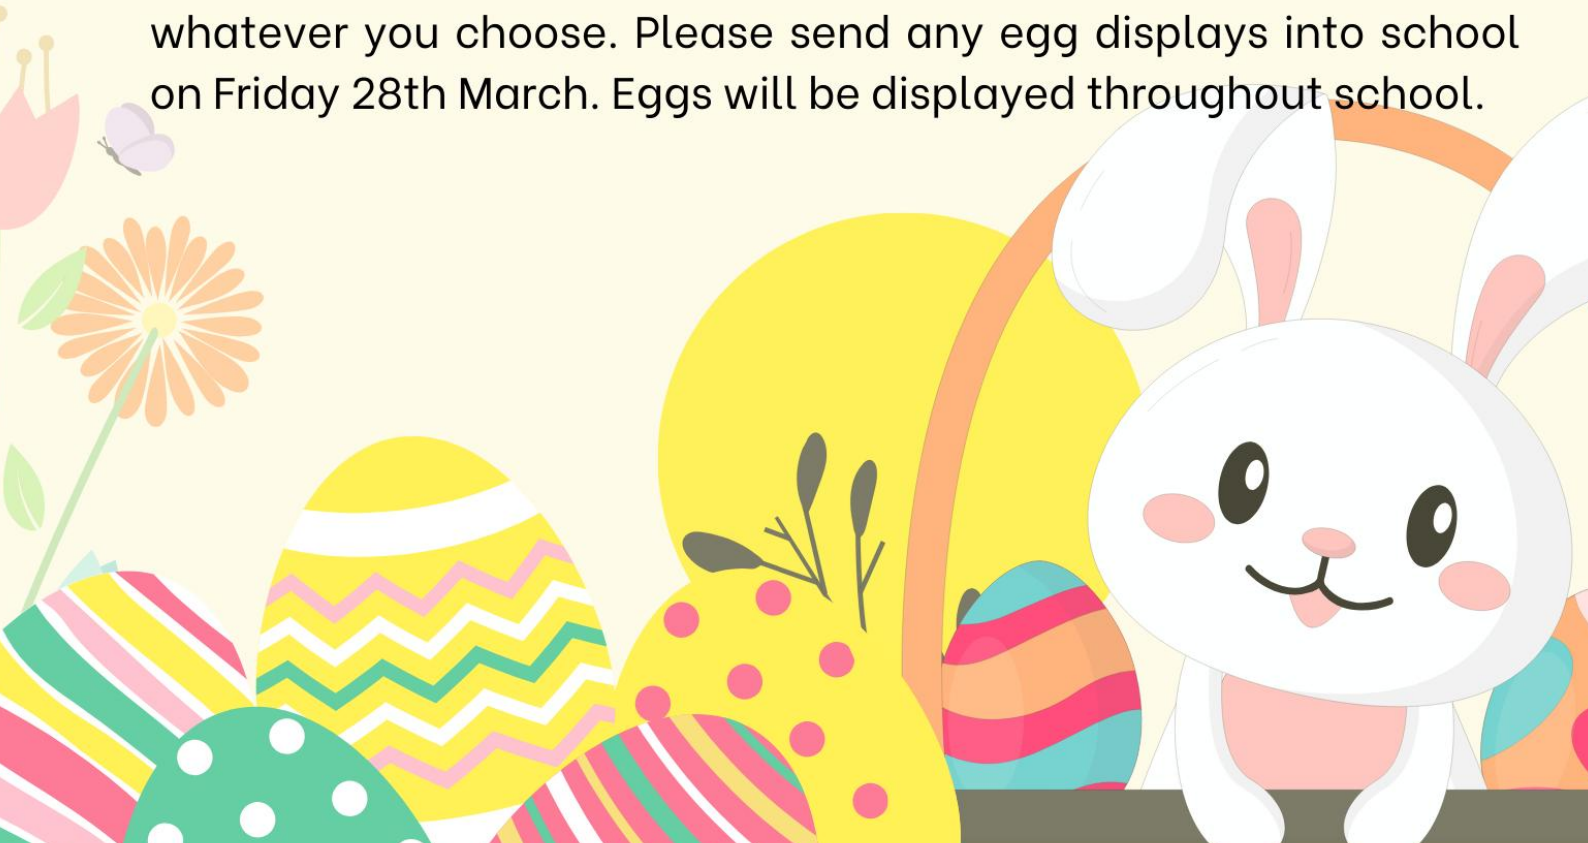 whatever you choose. Please send any egg displays into school
on Friday 28th March. Eggs will be displayed throughout school.